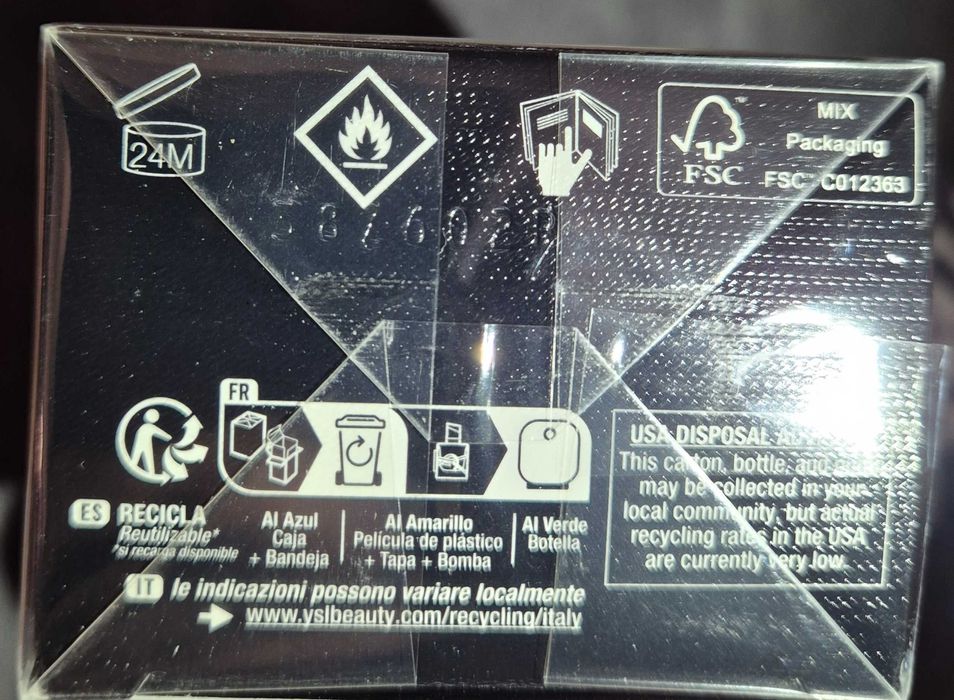 24M
FSC
MIX
Packaging
FSC C012363
FR
ES RECICLA
Reutilizable*
*si recarga disponible
Al Azul
Caja
+ Bandeja
Al Amarillo
Película de plástico
+ Tapa + Bomba
Al Verde
Botella
USA DISPOSAL
This carton, bottle, and
may be collected in your
local community, but actual
recycling rates in the USA
are currently very low.
IT le indicazioni possono variare localmente
www.yslbeauty.com/recycling/italy